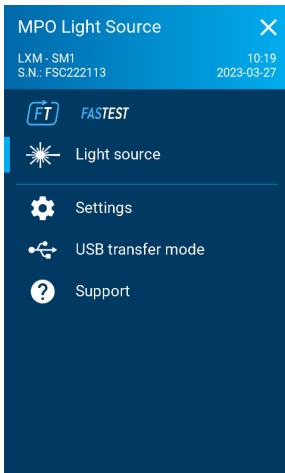 MPO Light Source
LXM - SM1 10:19
S.N.: FSC222113 2023-03-27
FT FASTEST
Light source
Settings
USB transfer mode
? Support